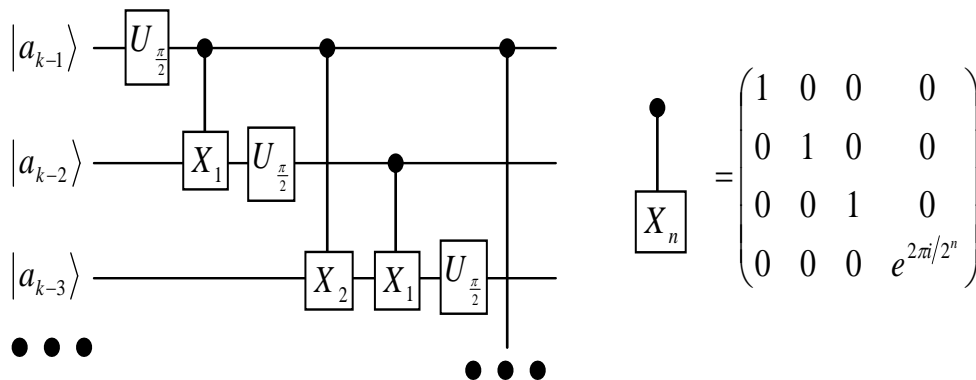 |a_{k-1}⟩ U_{π/2}
|a_{k-2}⟩ X_1 U_{π/2}
|a_{k-3}⟩ X_2 X_1 U_{π/2}
X_n =
1 0 0 0
0 1 0 0
0 0 1 0
0 0 0 e^{2πi/2^n}